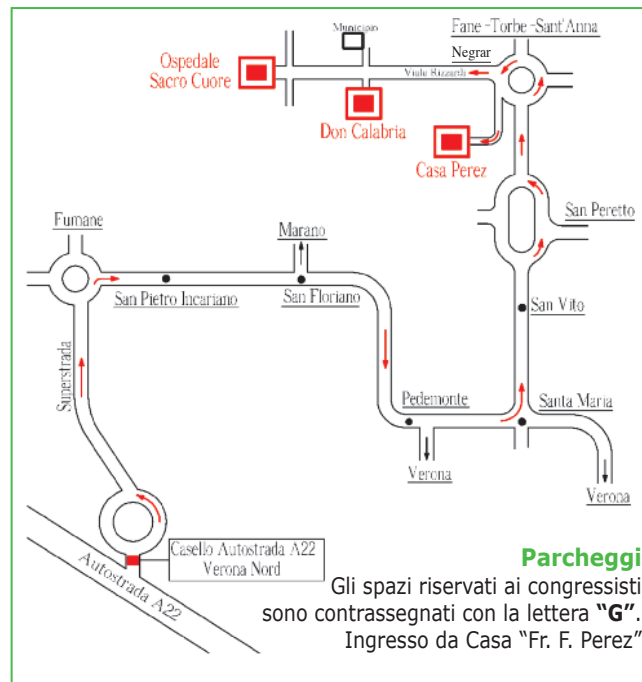 Municipio
Fane -Torbe -Sant'Anna
Negrar
Ospedale
Sacro Cuore
Viale Rizzardi
Don Calabria
Casa Perez
Fumane
Marano
San Peretto
San Pietro Incariano
San Floriano
San Vito
Superstrada
Pedemonte
Santa Maria
Verona
Verona
Casello Autostrada A22
Verona Nord
Autostrada A22
Parcheggi
Gli spazi riservati ai congressisti
sono contrassegnati con la lettera "G".
Ingresso da Casa "Fr. F. Perez"